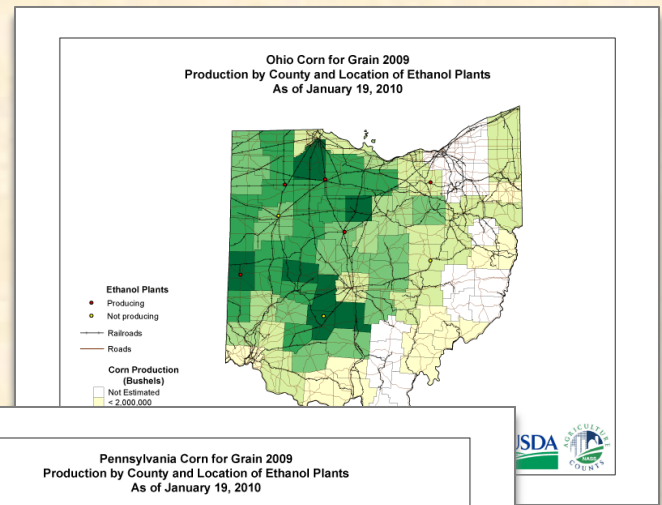 Ohio Corn for Grain 2009
Production by County and Location of Ethanol Plants
As of January 19, 2010
Ethanol Plants
Producing
Not producing
Railroads
Roads
Corn Production
(Bushels)
Not Estimated
< 2,000,000
USDA
AGRICULTURE
NASS
COUNTS
Pennsylvania Corn for Grain 2009
Production by County and Location of Ethanol Plants
As of January 19, 2010